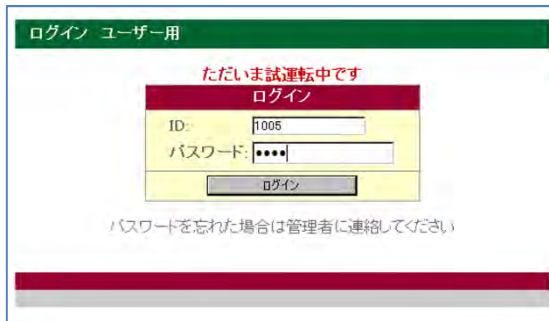 ログイン ユーザー用
ただいま試運転中です
ログイン
ID: 1005
パスワード: ••••
ログイン
パスワードを忘れた場合は管理者に連絡してください